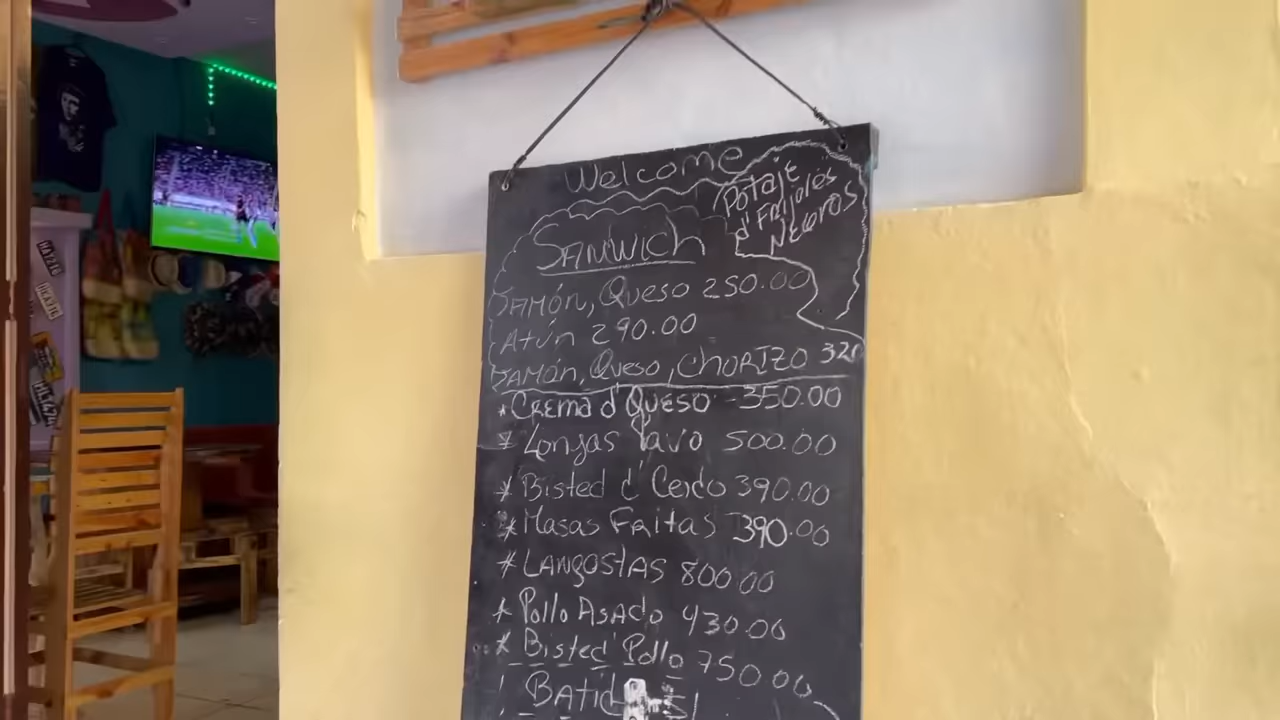 Welcome
Potaje
d' Frijoles
Negros
SANWich
JAMón, Queso 250.00
Atún 290.00
JAMón, Queso, ChORIZO 320
* CREMA d' Queso - 350.00
* Lonjas Pavo 500.00
* Bisted d' Cerdo 390.00
* Masas FRitas 390.00
* LANGOSTAS 800.00
* Pollo ASADO 430.00
* Bisted Pollo 750.00